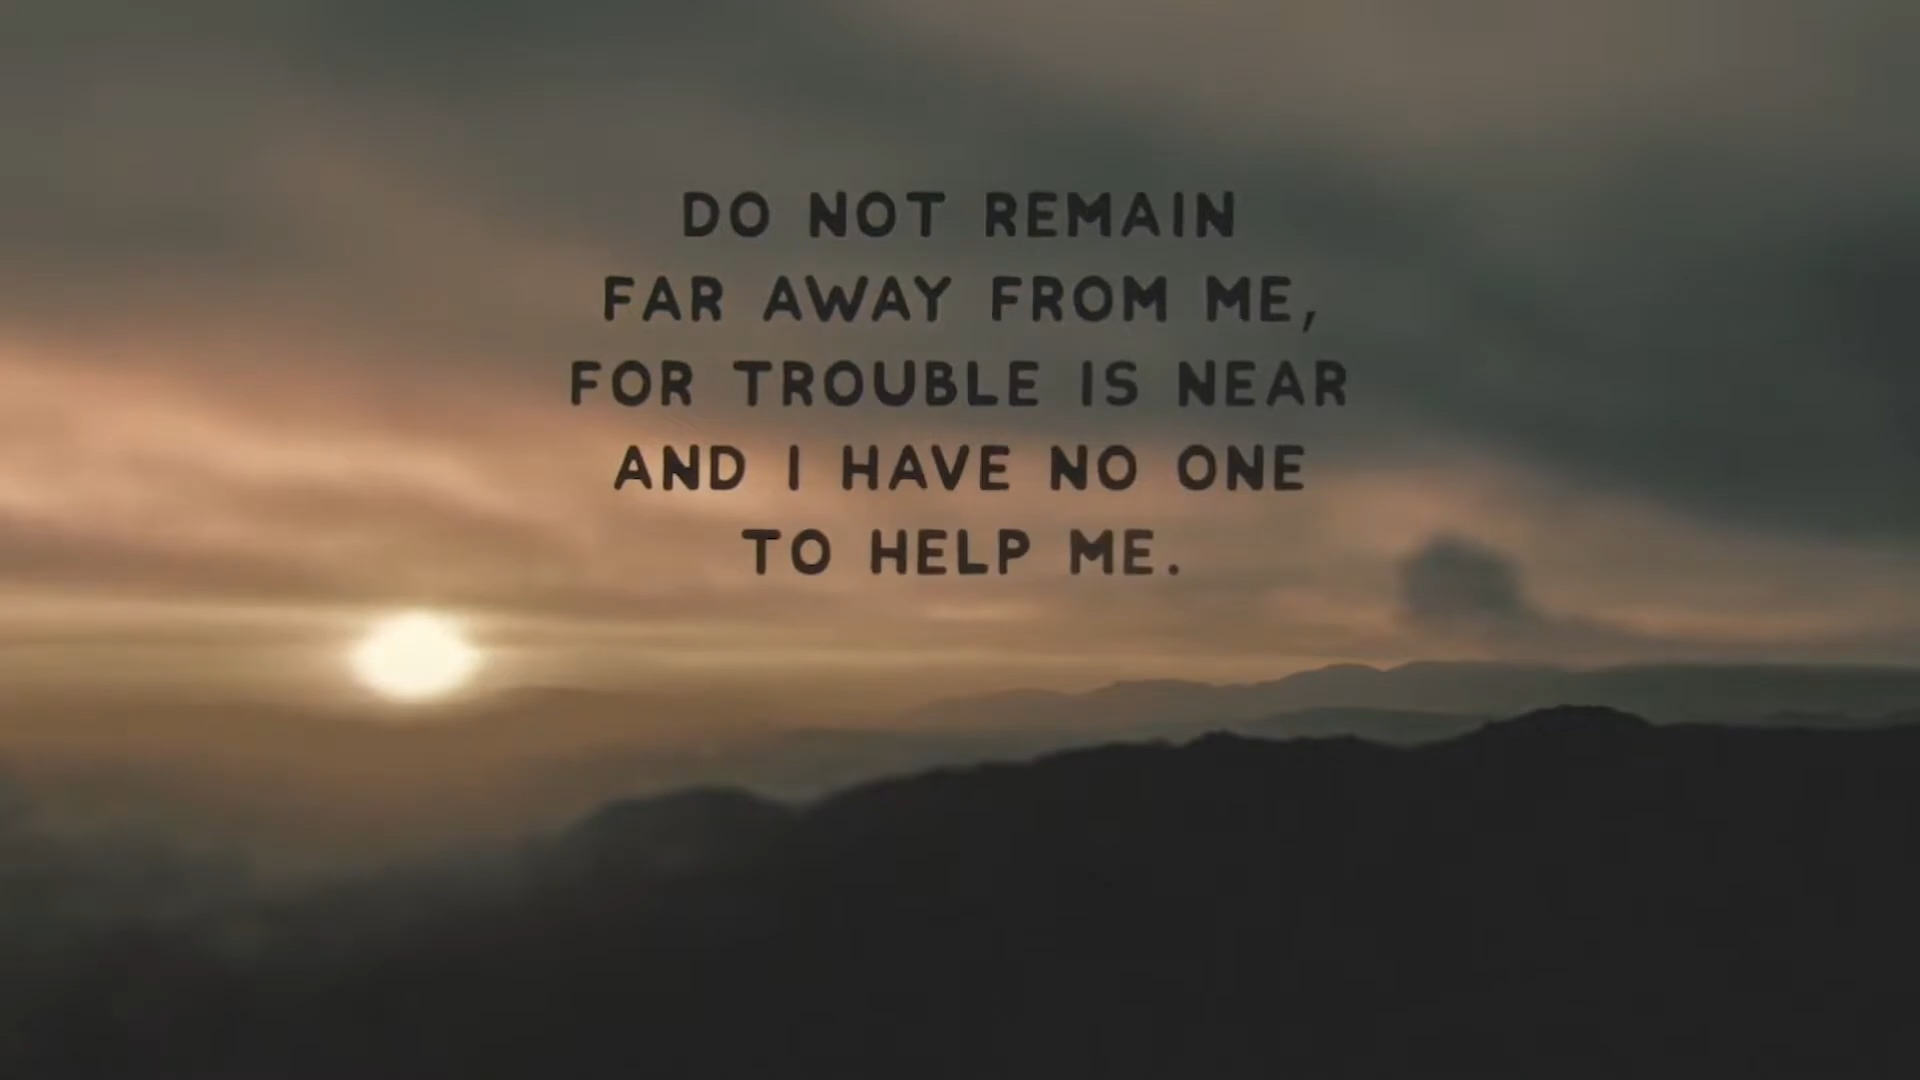 DO NOT REMAIN
FAR AWAY FROM ME,
FOR TROUBLE IS NEAR
AND I HAVE NO ONE
TO HELP ME.